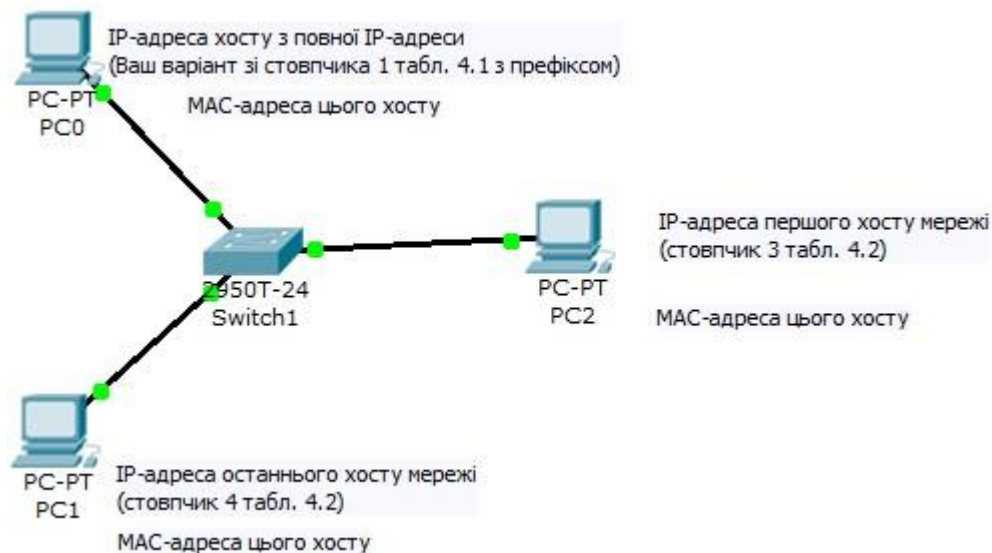 IP-адреса хосту з повної IP-адреси
(Ваш варіант зі стовпчика 1 табл. 4.1 з префіксом)
МАС-адреса цього хосту
PC-PT
PC0
IP-адреса першого хосту мережі
(стовпчик 3 табл. 4.2)
PC-PT
PC2
МАС-адреса цього хосту
2950T-24
Switch1
PC-PT
PC1
IP-адреса останнього хосту мережі
(стовпчик 4 табл. 4.2)
МАС-адреса цього хосту